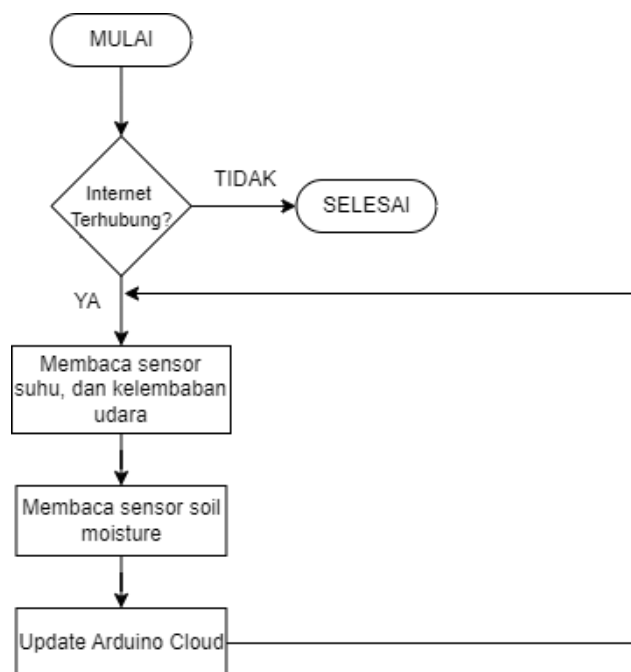 MULAI
Internet
Terhubung?
TIDAK
SELESAI
YA
Membaca sensor
suhu, dan kelembaban
udara
Membaca sensor soil
moisture
Update Arduino Cloud